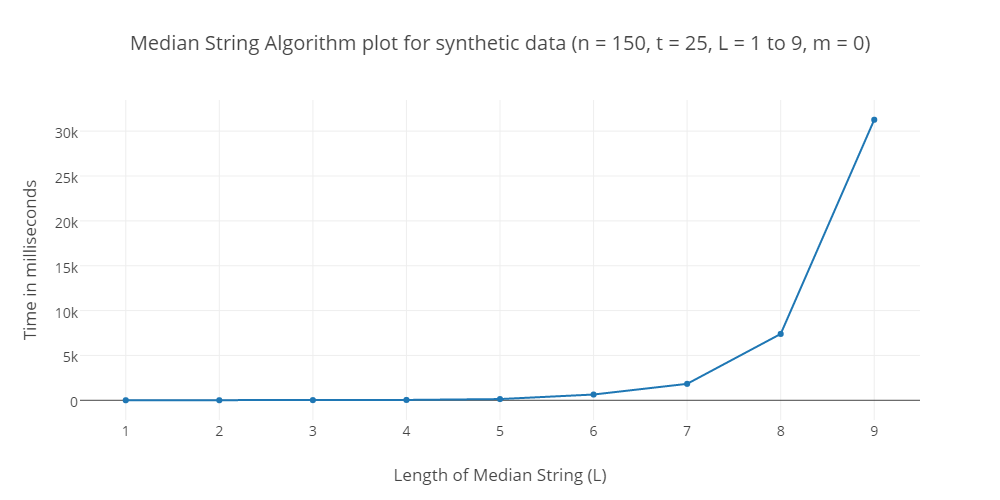 Median String Algorithm plot for synthetic data (n = 150, t = 25, L = 1 to 9, m = 0)
Time in milliseconds
30k
25k
20k
15k
10k
5k
0
1 2 3 4 5 6 7 8 9
Length of Median String (L)